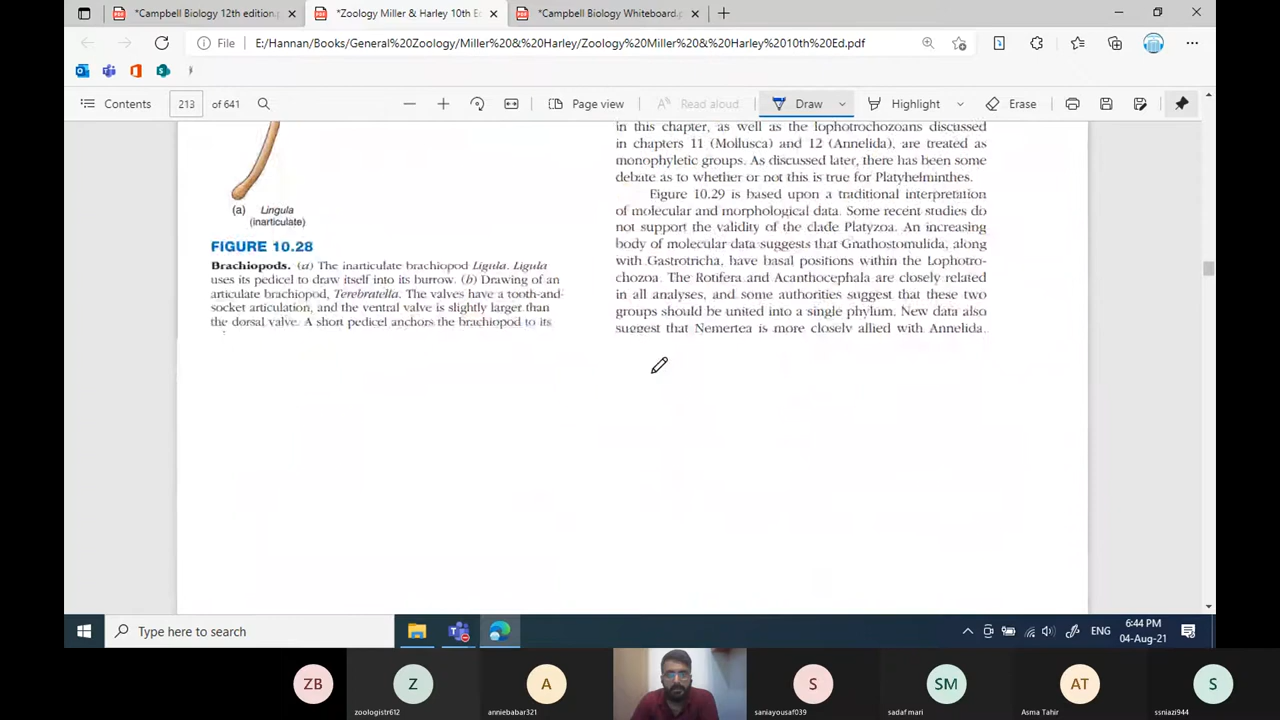 *Campbell Biology 12th edition.p
*Zoology Miller & Harley 10th Ec
*Campbell Biology Whiteboard.p
File
E:/Hannan/Books/General%20Zoology/Miller%20&%20Harley/Zoology%20Miller%20&%20Harley%2010th%20Ed.pdf
Contents
213
of 641
Page view
Read aloud
Draw
Highlight
Erase
(a) Lingula
(inarticulate)
FIGURE 10.28
Brachiopods. (a) The inarticulate brachiopod Ligula. Ligula
uses its pedicel to draw itself into its burrow. (b) Drawing of an
articulate brachiopod, Terebratella. The valves have a tooth-and-
socket articulation, and the ventral valve is slightly larger than
the dorsal valve. A short pedicel anchors the brachiopod to its
in this chapter, as well as the lophotrochozoans discussed
in chapters 11 (Mollusca) and 12 (Annelida), are treated as
monophyletic groups. As discussed later, there has been some
debate as to whether or not this is true for Platyhelminthes.
Figure 10.29 is based upon a traditional interpretation
of molecular and morphological data. Some recent studies do
not support the validity of the clade Platyzoa. An increasing
body of molecular data suggests that Gnathostomulida, along
with Gastrotricha, have basal positions within the Lophotro-
chozoa. The Rotifera and Acanthocephala are closely related
in all analyses, and some authorities suggest that these two
groups should be united into a single phylum. New data also
suggest that Nemertea is more closely allied with Annelida.
Type here to search
ENG
6:44 PM
04-Aug-21
ZB
Z
zoologistr612
A
anniebabar321
S
saniayousaf039
SM
sadaf mari
AT
Asma Tahir
S
ssniazi944